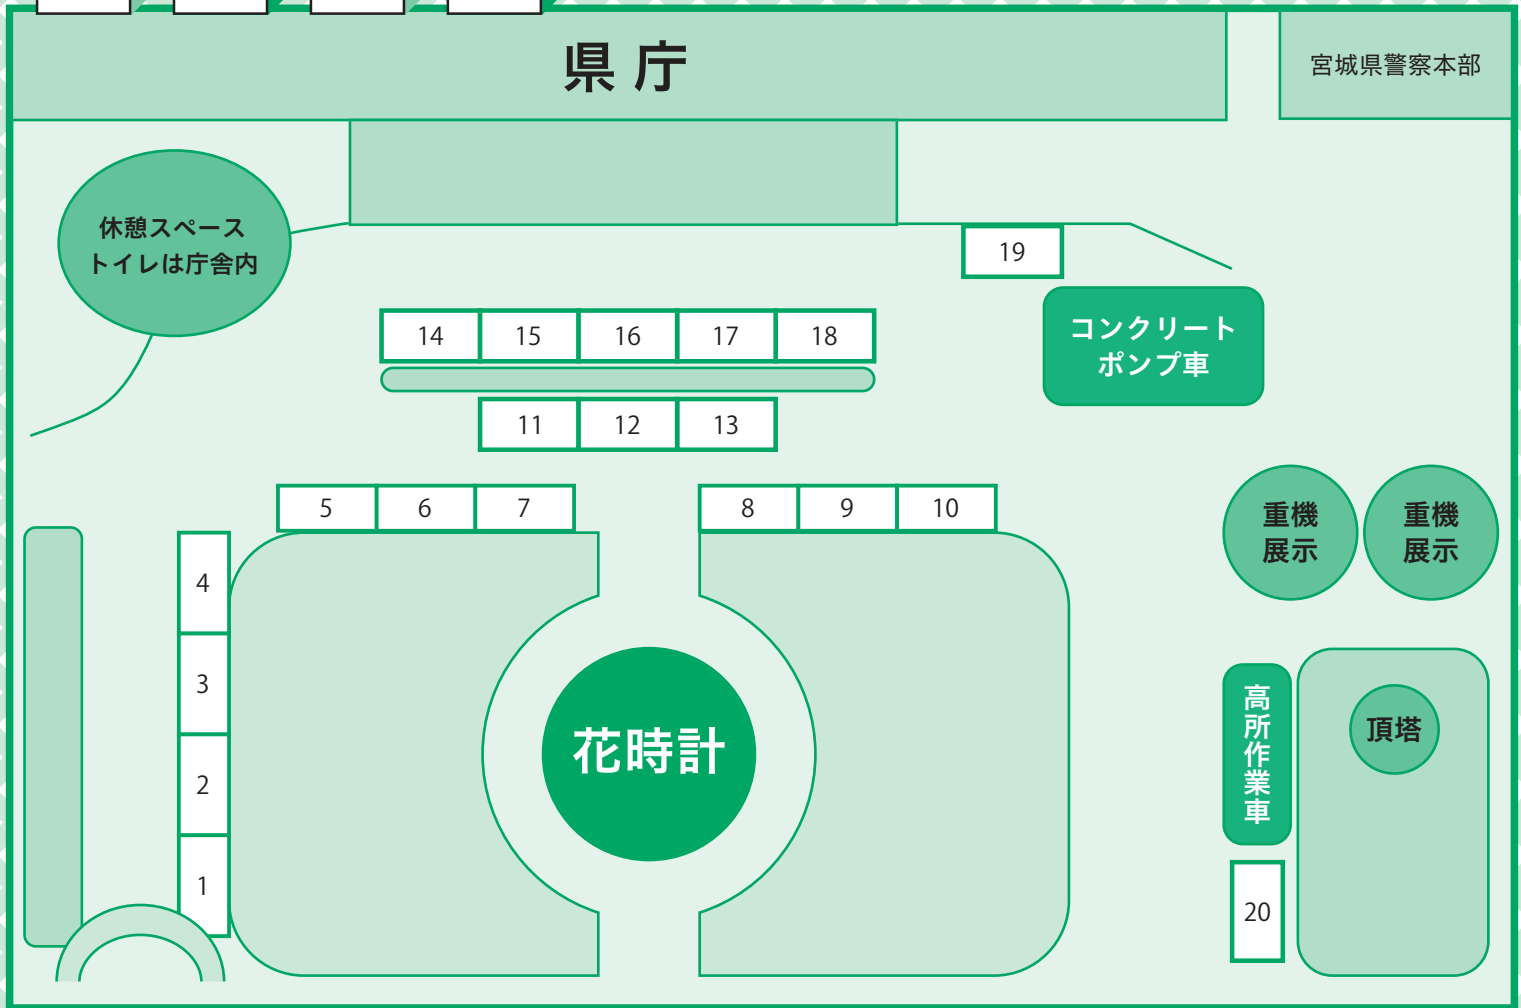 県庁
宮城県警察本部
休憩スペース
トイレは庁舎内
19
コンクリート
ポンプ車
14 15 16 17 18
11 12 13
5 6 7 8 9 10
重機
展示
重機
展示
4
3
2
1
花時計
高所作業車
頂塔
20